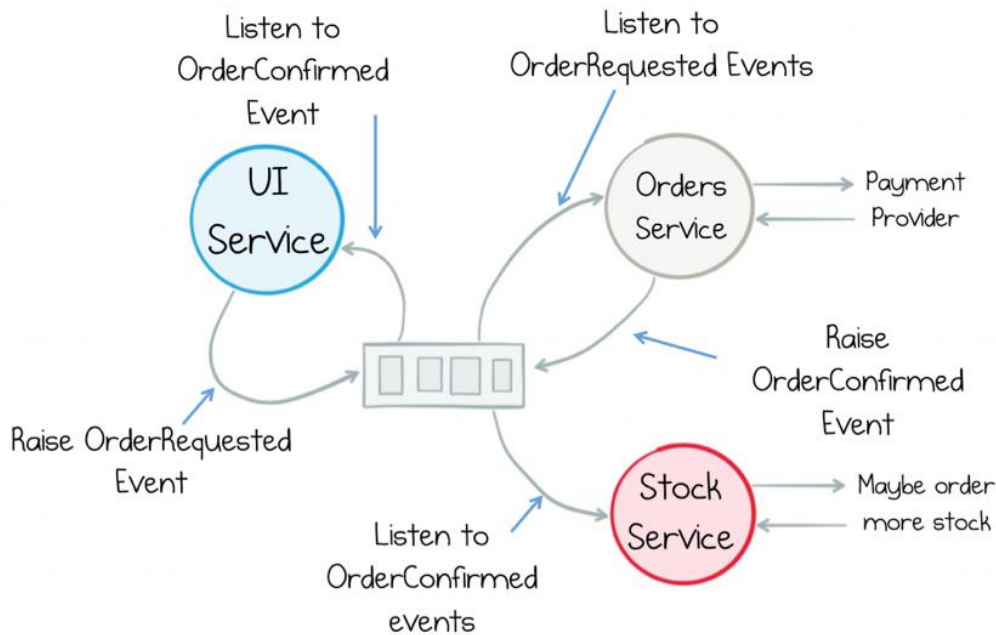 Listen to
OrderConfirmed
Event
Listen to
OrderRequested Events
UI
Service
Orders
Service
Payment
Provider
Raise
OrderConfirmed
Event
Raise OrderRequested
Event
Stock
Service
Maybe order
more stock
Listen to
OrderConfirmed
events